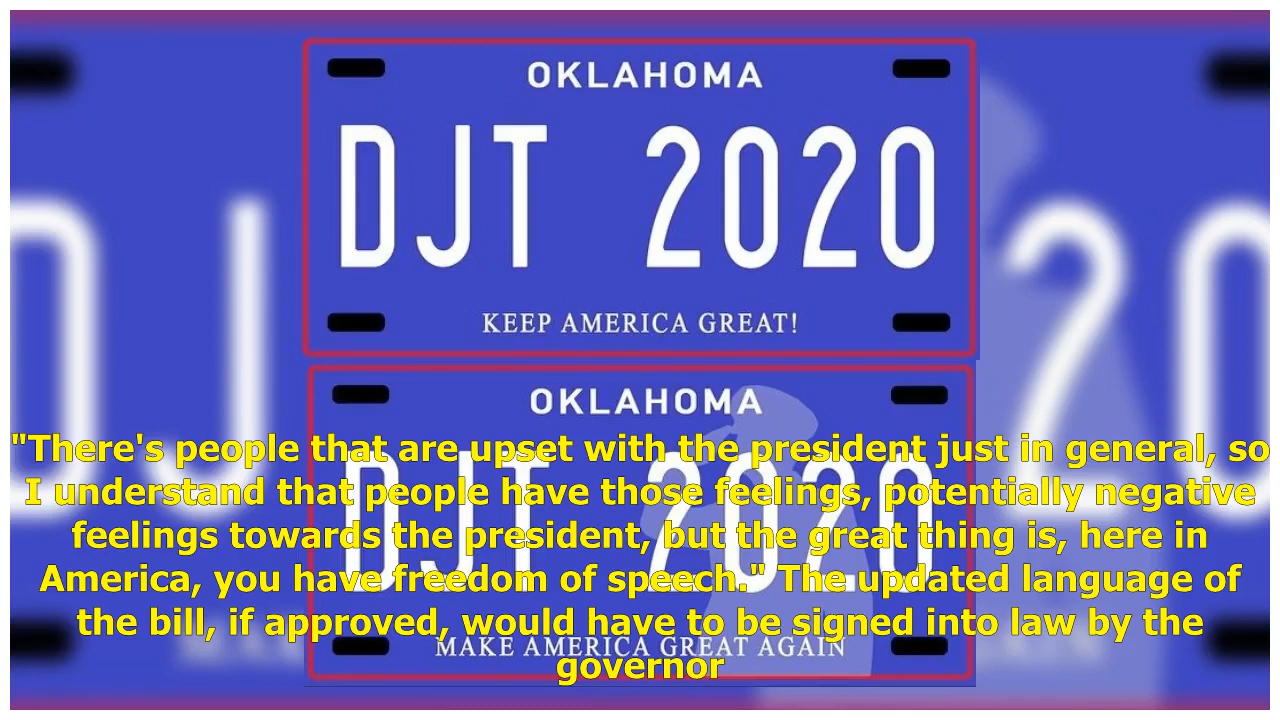 OKLAHOMA
DJT 2020
KEEP AMERICA GREAT!
OKLAHOMA
DJT 2020
"There's people that are upset with the president just in general, so
I understand that people have those feelings, potentially negative
feelings towards the president, but the great thing is, here in
America, you have freedom of speech." The updated language of
the bill, if approved, would have to be signed into law by the
MAKE AMERICA GREAT AGAIN
governor